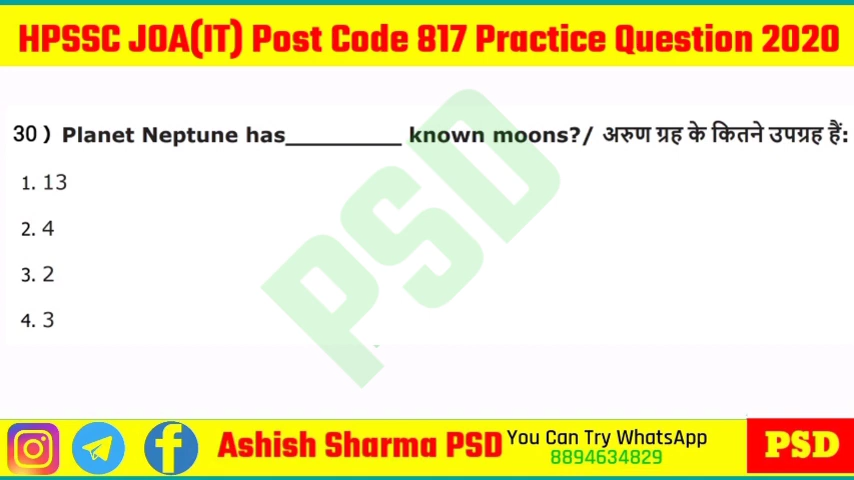 HPSSC JOA(IT) Post Code 817 Practice Question 2020
30 ) Planet Neptune has_________ known moons?/ अरुण ग्रह के कितने उपग्रह हैं:
1. 13
2. 4
3. 2
4. 3
PSD
Ashish Sharma PSD
You Can Try WhatsApp
8894634829
PSD